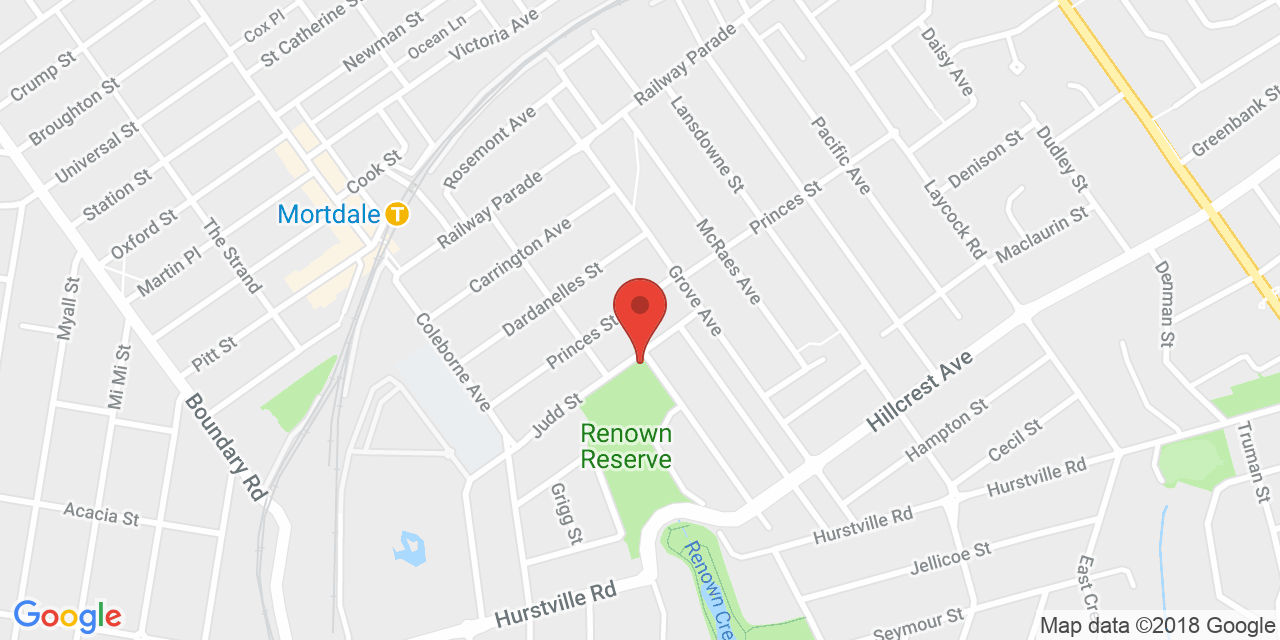 Cox Pl
St Catherine St
Newman St
Ocean Ln
Victoria Ave
Crump St
Broughton St
Universal St
Station St
Oxford St
Martin Pl
The Strand
Cook St
Rosemont Ave
Railway Parade
Railway Parade
Lansdowne St
Pacific Ave
Daisy Ave
Denison St
Dudley St
Greenbank St
Laycock Rd
Maclaurin St
Mortdale T
Carrington Ave
Dardanelles St
Princes St
Princes St
McRaes Ave
Grove Ave
Coleborne Ave
Myall St
Mi Mi St
Pitt St
Boundary Rd
Judd St
Renown
Reserve
Denman St
Hillcrest Ave
Hampton St
Cecil St
Hurstville Rd
Truman St
Acacia St
Grigg St
Hurstville Rd
Jellicoe St
Renown Cre
Hurstville Rd
East Cre
Seymour St
Google
Map data ©2018 Google